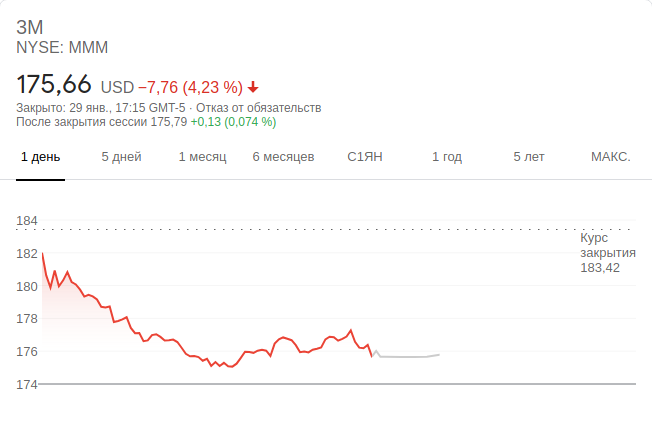 3M
NYSE: MMM
175,66 USD −7,76 (4,23 %)
Закрыто: 29 янв., 17:15 GMT-5 · Отказ от обязательств
После закрытия сессии 175,79 +0,13 (0,074 %)
1 день 5 дней 1 месяц 6 месяцев С1ЯН 1 год 5 лет МАКС.
184
Курс
закрытия
183,42
182
180
178
176
174